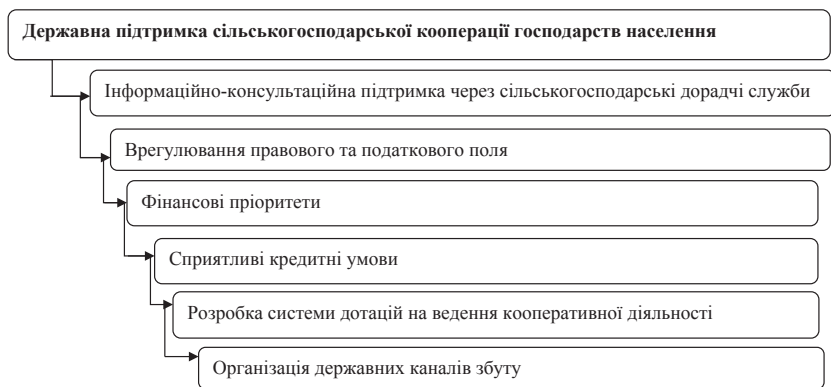 Державна підтримка сільськогосподарської кооперації господарств населення
Інформаційно-консультаційна підтримка через сільськогосподарські дорадчі служби
Врегулювання правового та податкового поля
Фінансові пріоритети
Сприятливі кредитні умови
Розробка системи дотацій на ведення кооперативної діяльності
Організація державних каналів збуту